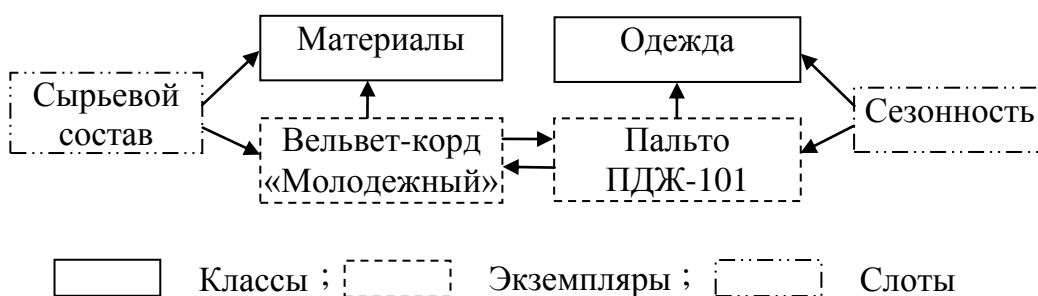 Материалы
Одежда
Сырьевой
состав
Вельвет-корд
«Молодежный»
Пальто
ПДЖ-101
Сезонность
Классы ; Экземпляры ; Слоты